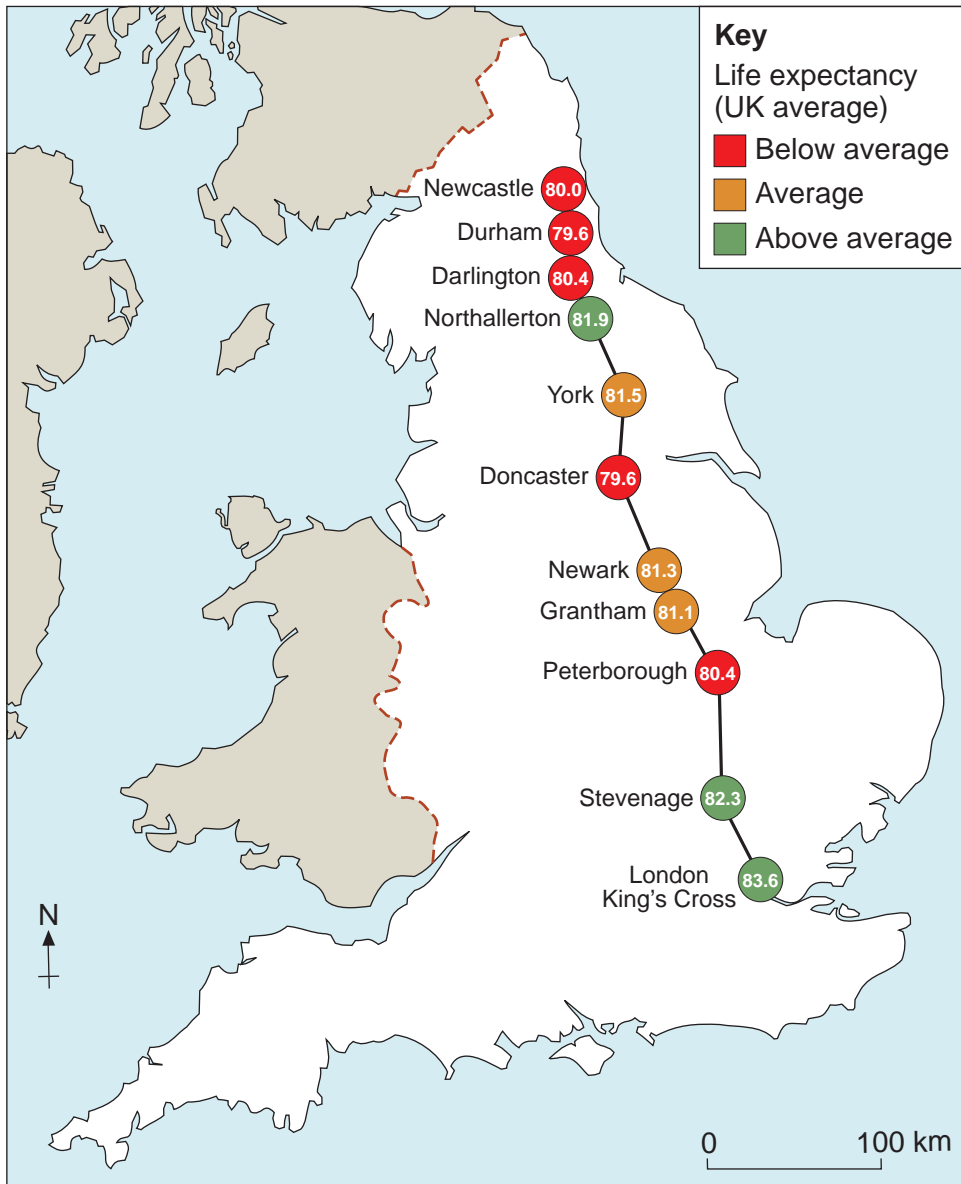 Key
Life expectancy
(UK average)
Below average
Average
Above average
Newcastle 80.0
Durham 79.6
Darlington 80.4
Northallerton 81.9
York 81.5
Doncaster 79.6
Newark 81.3
Grantham 81.1
Peterborough 80.4
Stevenage 82.3
London
King's Cross 83.6
N
0 100 km